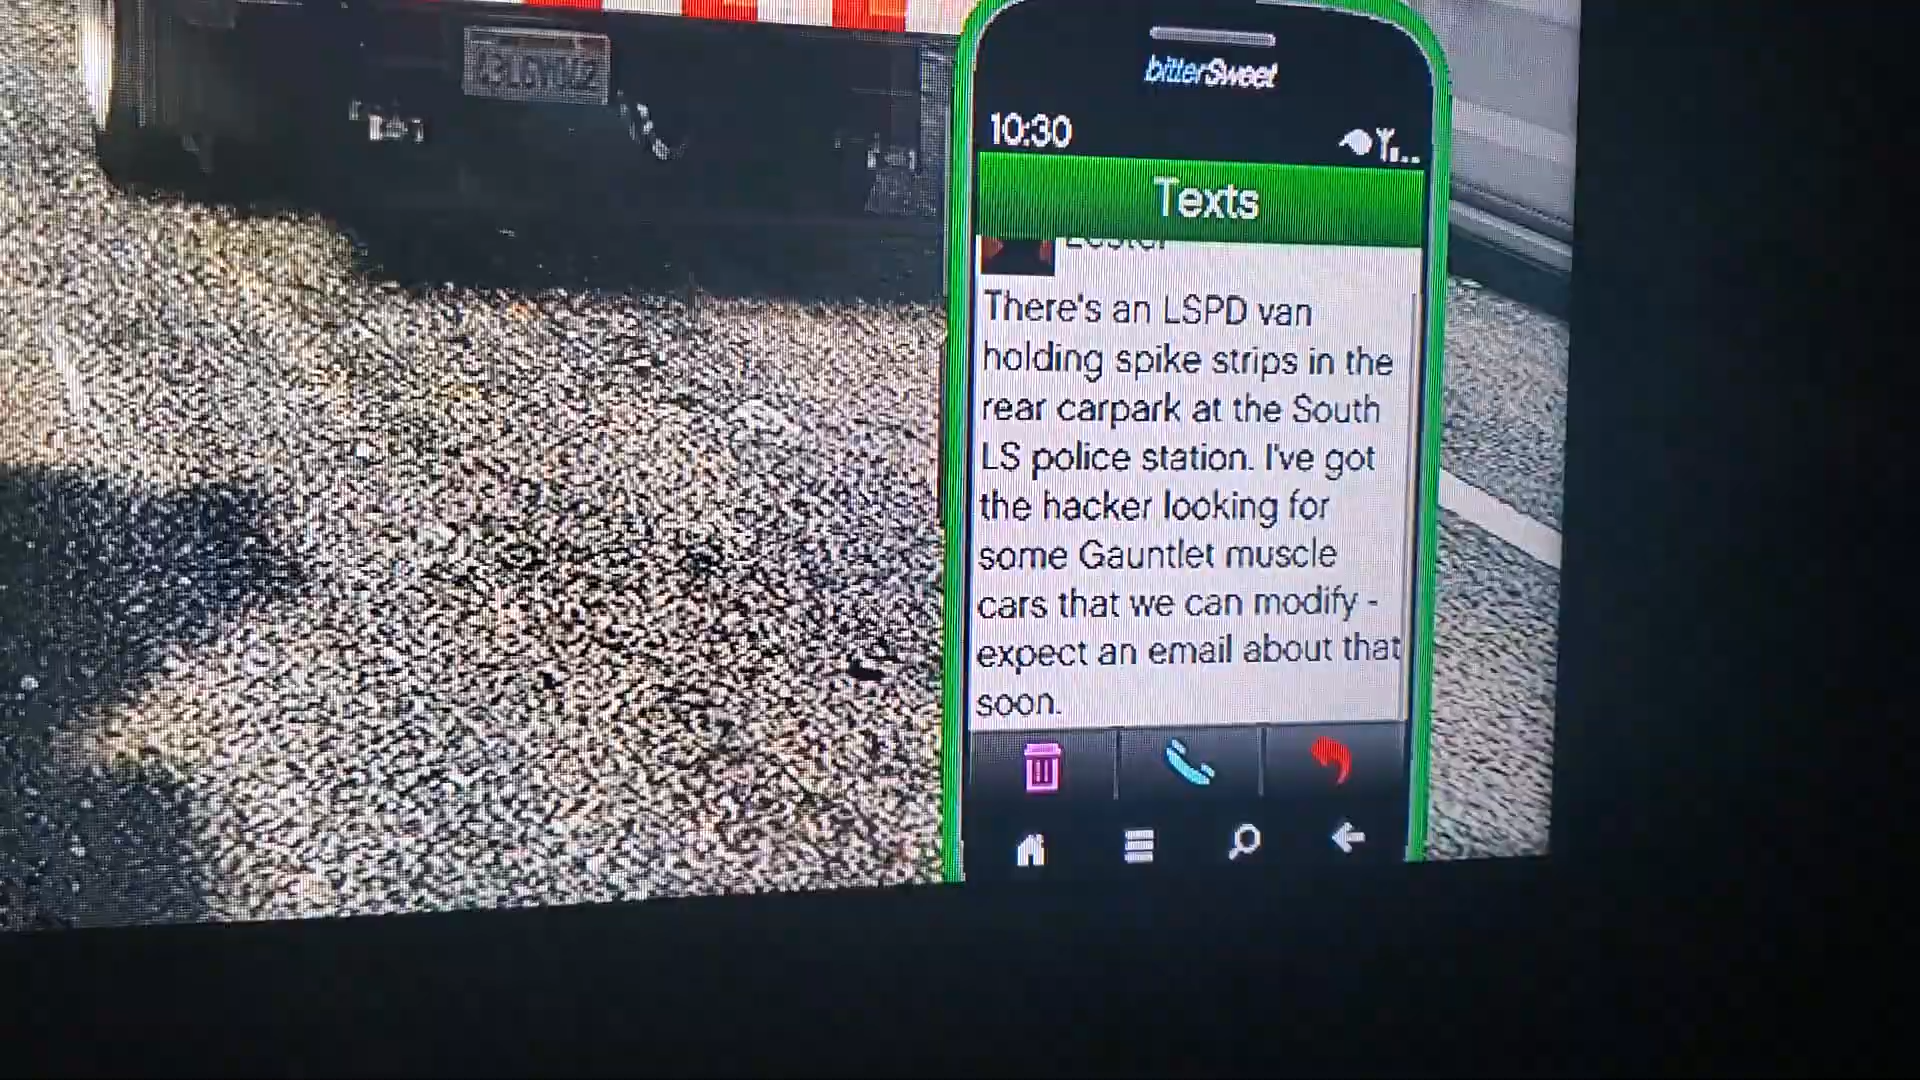 bitterSweet
10:30
Texts
Lester
There's an LSPD van
holding spike strips in the
rear carpark at the South
LS police station. I've got
the hacker looking for
some Gauntlet muscle
cars that we can modify -
expect an email about that
soon.